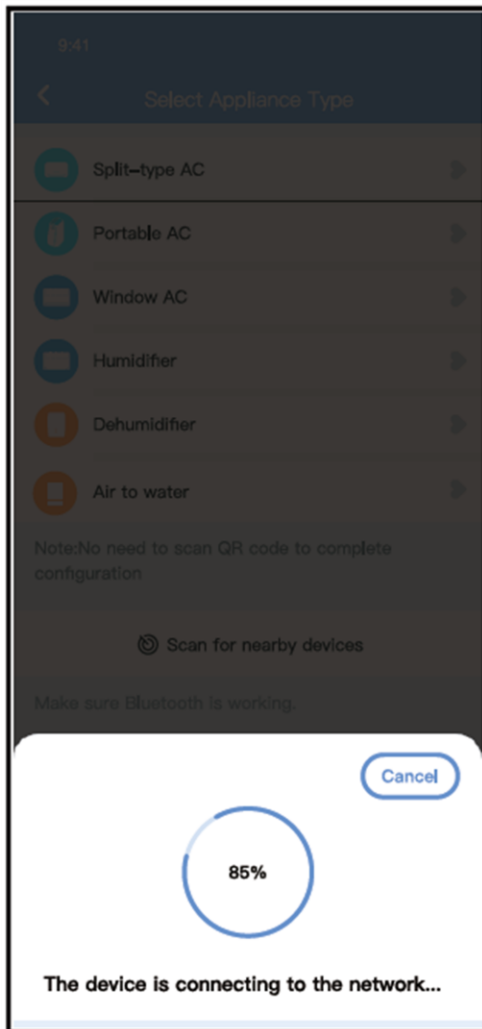 9:41
Select Appliance Type
Split-type AC
Portable AC
Window AC
Humidifier
Dehumidifier
Air to water
Note:No need to scan QR code to complete
configuration
Scan for nearby devices
Make sure Bluetooth is working.
Cancel
85%
The device is connecting to the network...